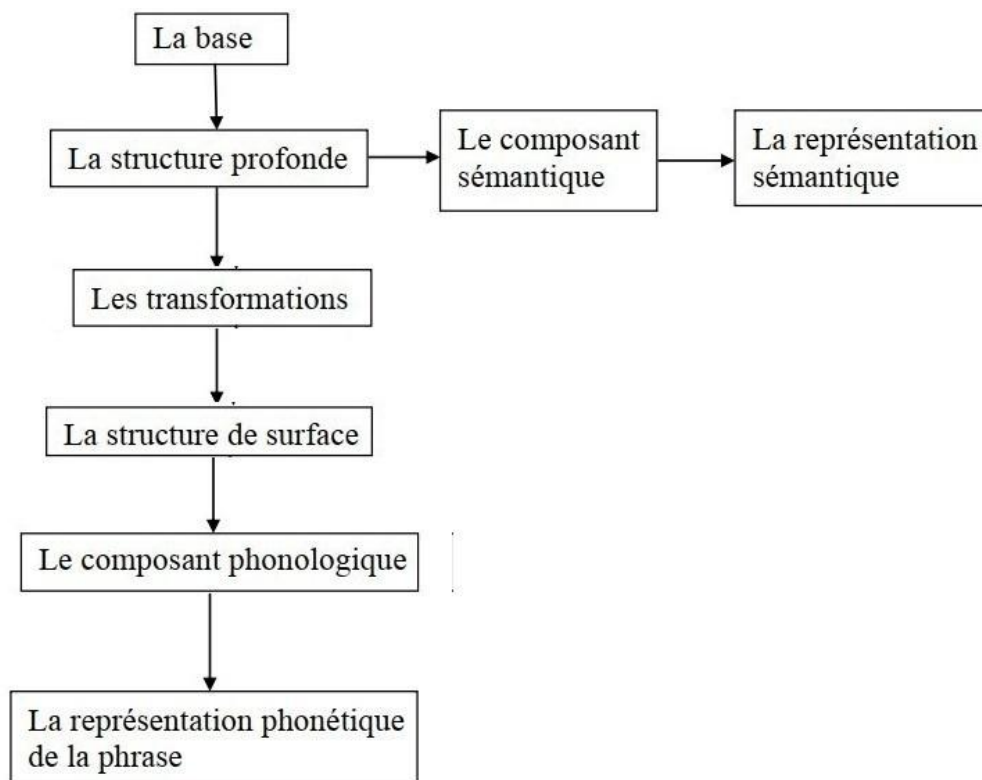 La base
La structure profonde
Le composant
sémantique
La représentation
sémantique
Les transformations
La structure de surface
Le composant phonologique
La représentation phonétique
de la phrase